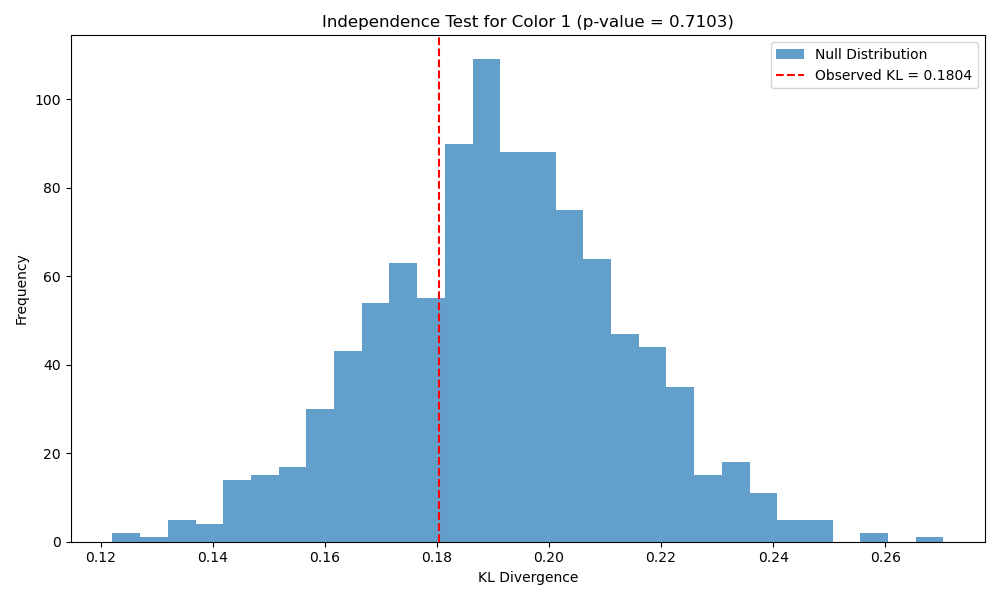 Independence Test for Color 1 (p-value = 0.7103)
Null Distribution
Observed KL = 0.1804
100
80
60
40
20
0
Frequency
0.12 0.14 0.16 0.18 0.20 0.22 0.24 0.26
KL Divergence